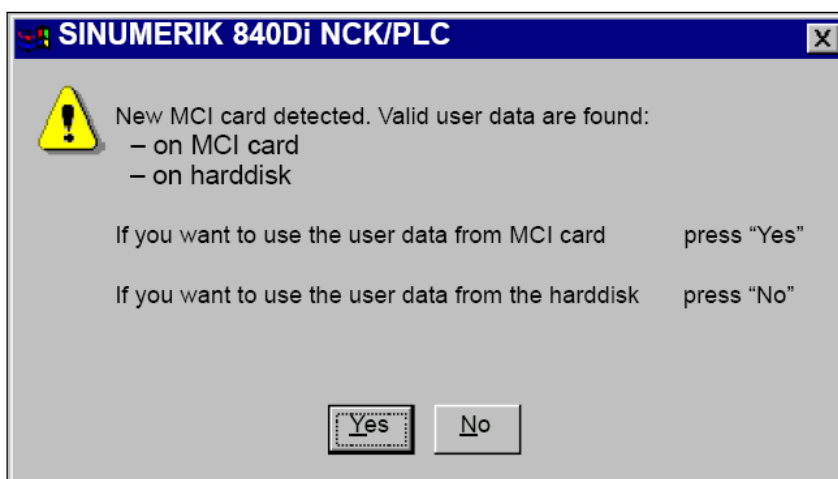 SINUMERIK 840Di NCK/PLC
New MCI card detected. Valid user data are found:
– on MCI card
– on harddisk
If you want to use the user data from MCI card press “Yes”
If you want to use the user data from the harddisk press “No”
Yes No